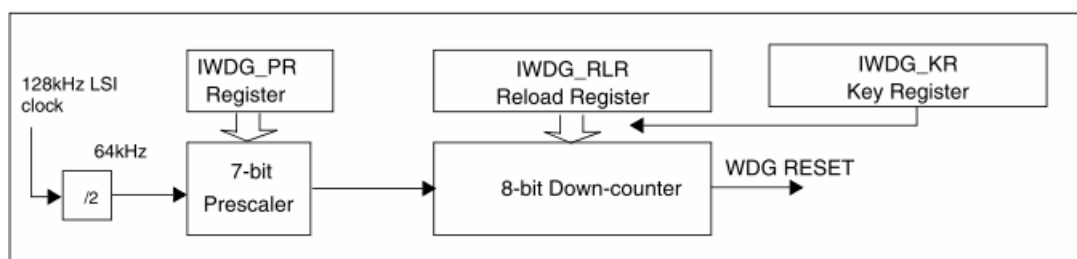 IWDG_PR
Register
IWDG_RLR
Reload Register
IWDG_KR
Key Register
128kHz LSI
clock
64kHz
/2
7-bit
Prescaler
8-bit Down-counter
WDG RESET